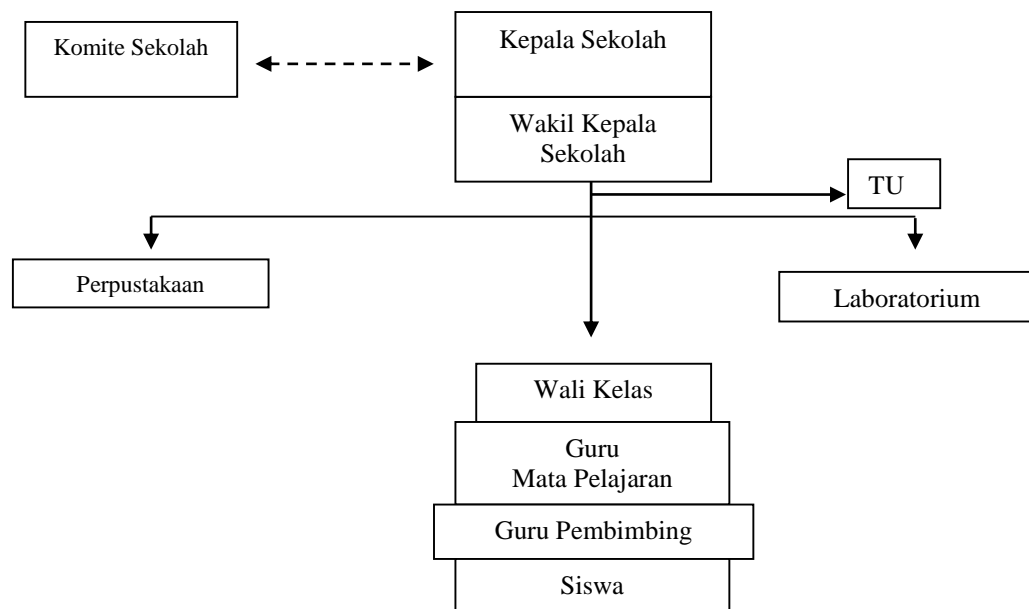 Komite Sekolah
Kepala Sekolah
Wakil Kepala
Sekolah
TU
Perpustakaan
Laboratorium
Wali Kelas
Guru
Mata Pelajaran
Guru Pembimbing
Siswa